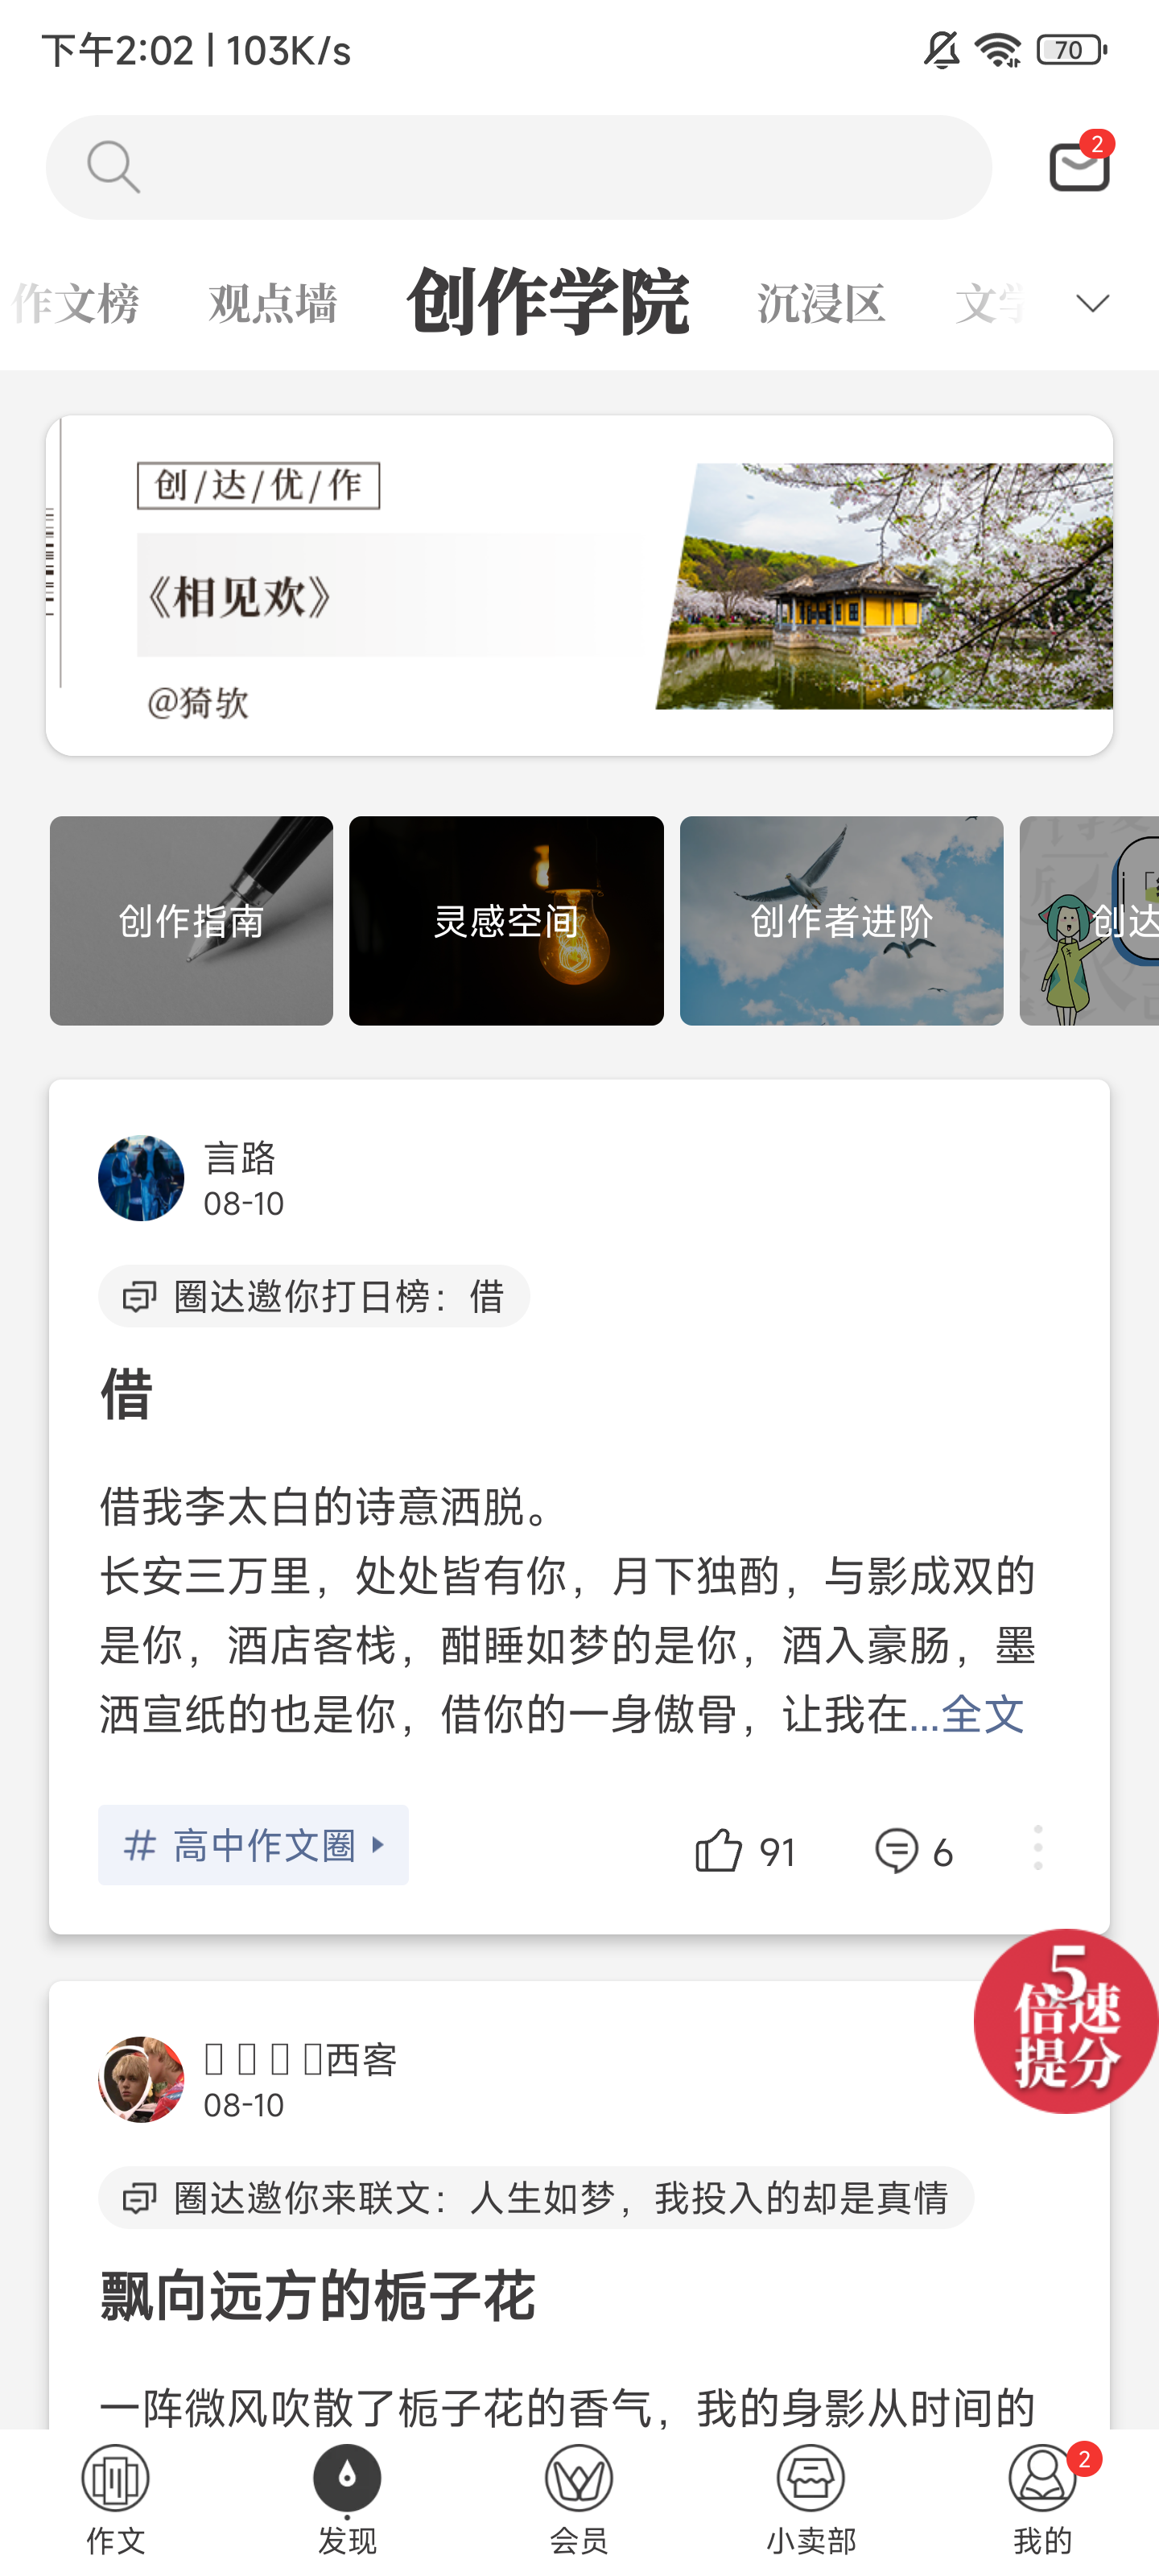 下午2:02 | 103K/s
70
2
作文榜
观点墙
创作学院
沉浸区
文学
创/达/优/作
《相见欢》
@猗欤
创作指南
灵感空间
创作者进阶
创达
言路
08-10
圈达邀你打日榜：借
借
借我李太白的诗意洒脱。
长安三万里，处处皆有你，月下独酌，与影成双的
是你，酒店客栈，酣睡如梦的是你，酒入豪肠，墨
洒宣纸的也是你，借你的一身傲骨，让我在...全文
# 高中作文圈
91
6
5
倍速
提分
西客
08-10
圈达邀你来联文：人生如梦，我投入的却是真情
飘向远方的栀子花
一阵微风吹散了栀子花的香气，我的身影从时间的
作文
发现
会员
小卖部
2
我的